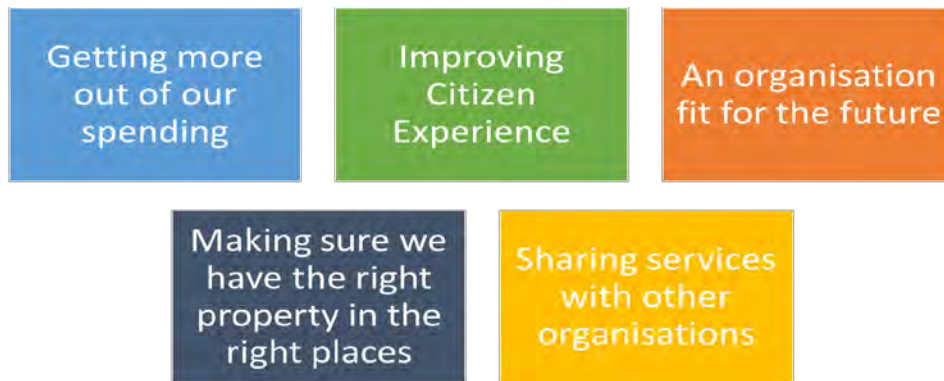 Getting more
out of our
spending
Improving
Citizen
Experience
An organisation
fit for the future
Making sure we
have the right
property in the
right places
Sharing services
with other
organisations